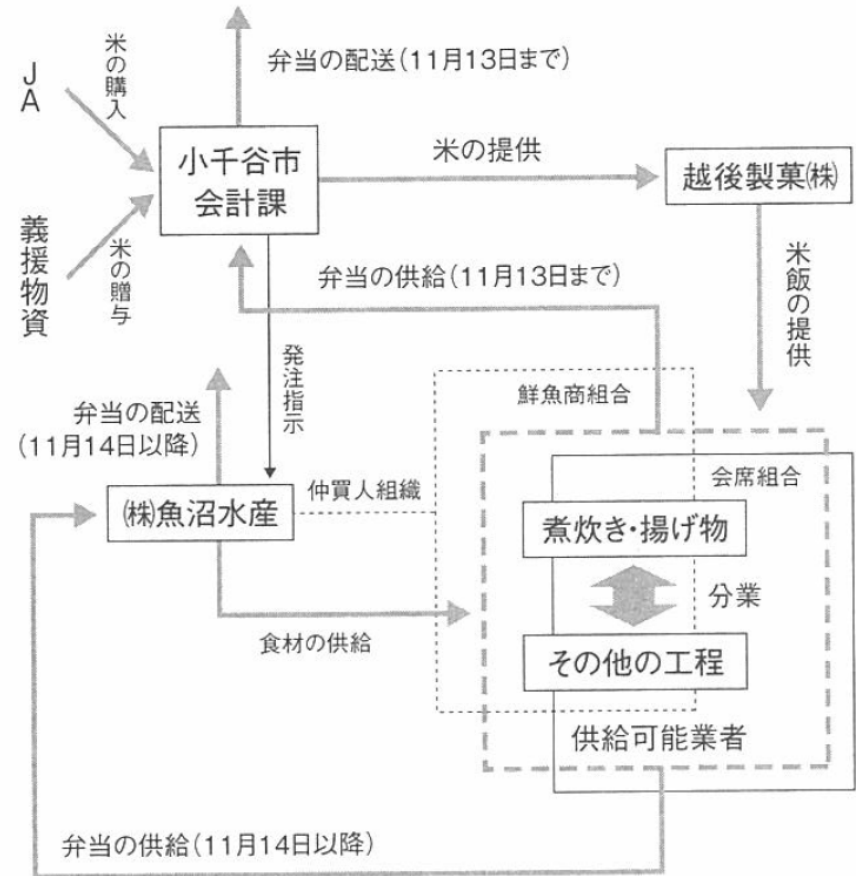 弁当の配送(11月13日まで)
JA
米の購入
小千谷市
会計課
米の提供
越後製菓㈱
義援物資
米の贈与
弁当の供給(11月13日まで)
米飯の提供
発注指示
鮮魚商組合
弁当の配送
(11月14日以降)
会席組合
㈱魚沼水産
仲買人組織
煮炊き・揚げ物
分業
食材の供給
その他の工程
供給可能業者
弁当の供給(11月14日以降)